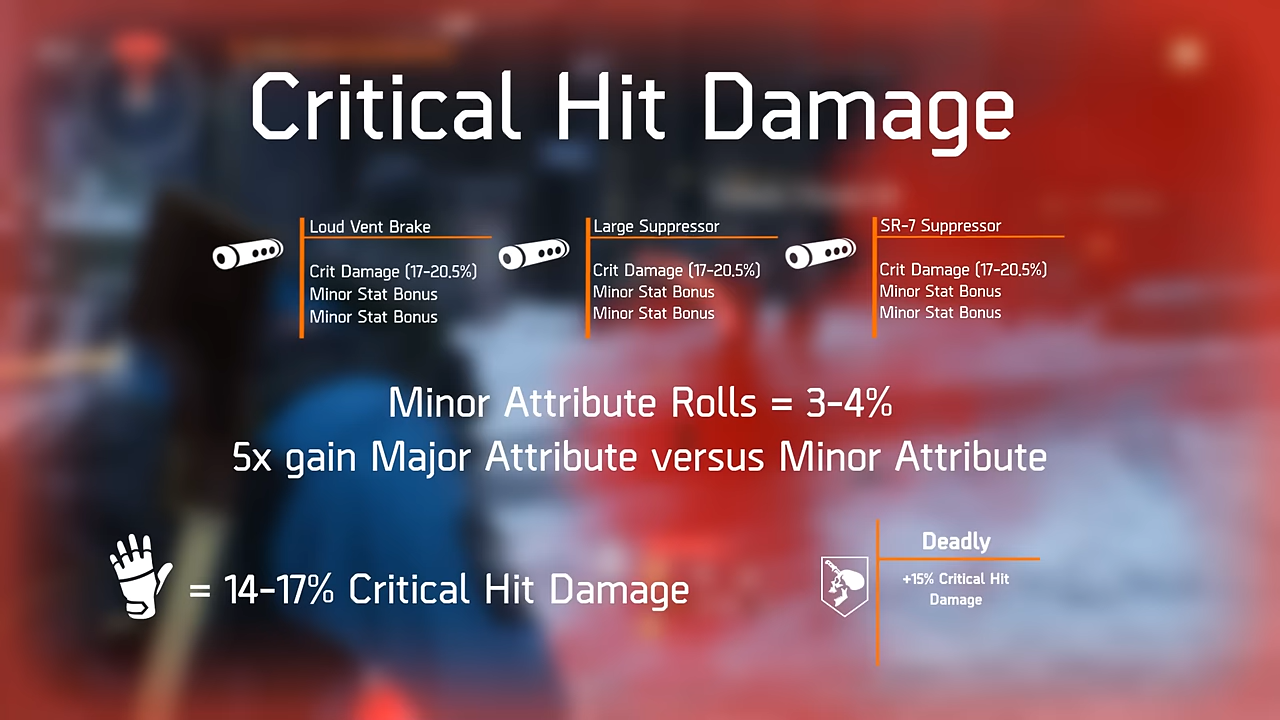 Critical Hit Damage
Loud Vent Brake
Crit Damage (17-20.5%)
Minor Stat Bonus
Minor Stat Bonus
Large Suppressor
Crit Damage (17-20.5%)
Minor Stat Bonus
Minor Stat Bonus
SR-7 Suppressor
Crit Damage (17-20.5%)
Minor Stat Bonus
Minor Stat Bonus
Minor Attribute Rolls = 3-4%
5x gain Major Attribute versus Minor Attribute
= 14-17% Critical Hit Damage
Deadly
+15% Critical Hit
Damage